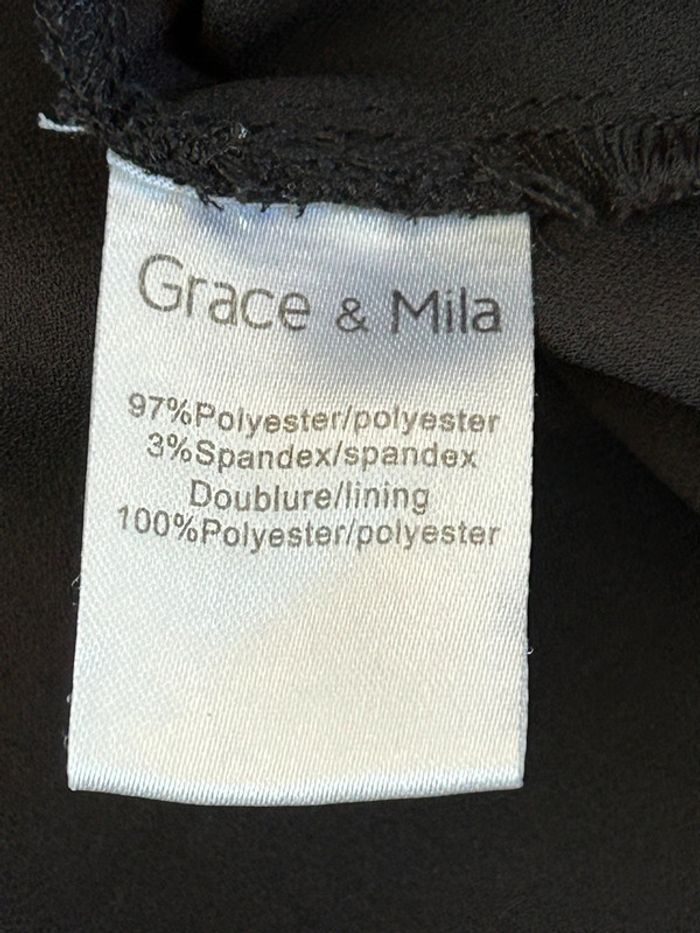 Grace & Mila
97%Polyester/polyester
3%Spandex/spandex
Doublure/lining
100%Polyester/polyester